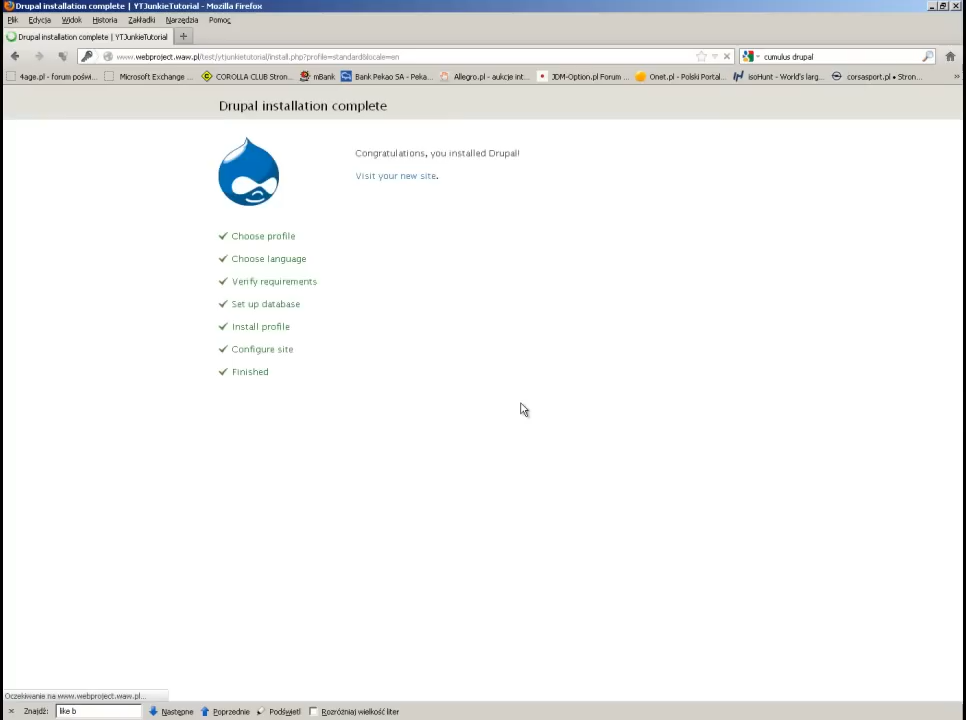 Drupal installation complete | YTJunkieTutorial - Mozilla Firefox
Plik Edycja Widok Historia Zakładki Narzędzia Pomoc
Drupal installation complete | YTJunkieTutorial
www.webproject.waw.pl/test/ytjunkietutorial/install.php?profile=standard&locale=en
cumulus drupal
4age.pl - forum poświ... Microsoft Exchange ... COROLLA CLUB Stron... mBank Bank Pekao SA - Peka... Allegro.pl - aukcje int... JDM-Option.pl Forum ... Onet.pl - Polski Portal... isoHunt - World's larg... corsasport.pl • Stron...
Drupal installation complete
Congratulations, you installed Drupal!
Visit your new site.
Choose profile
Choose language
Verify requirements
Set up database
Install profile
Configure site
Finished
Oczekiwanie na www.webproject.waw.pl...
Znajdź: like b Następne Poprzednie Podświetl Rozróżniaj wielkość liter